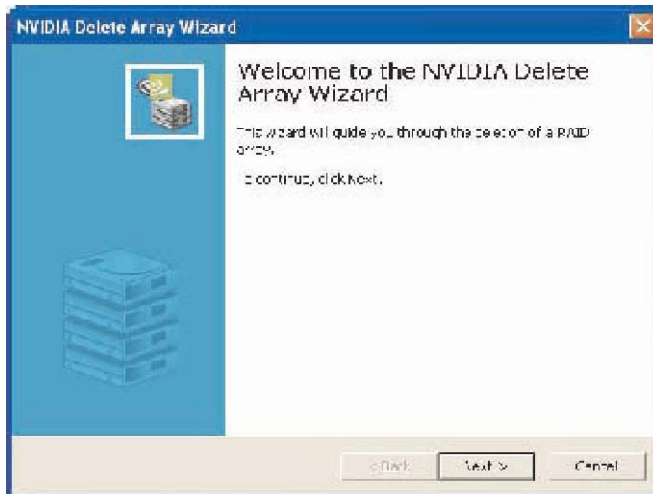 NVIDIA Delete Array Wizard
Welcome to the NVIDIA Delete
Array Wizard
This wizard will guide you through the deletion of a RAID
array.
To continue, click Next.
< Back
Next >
Cancel